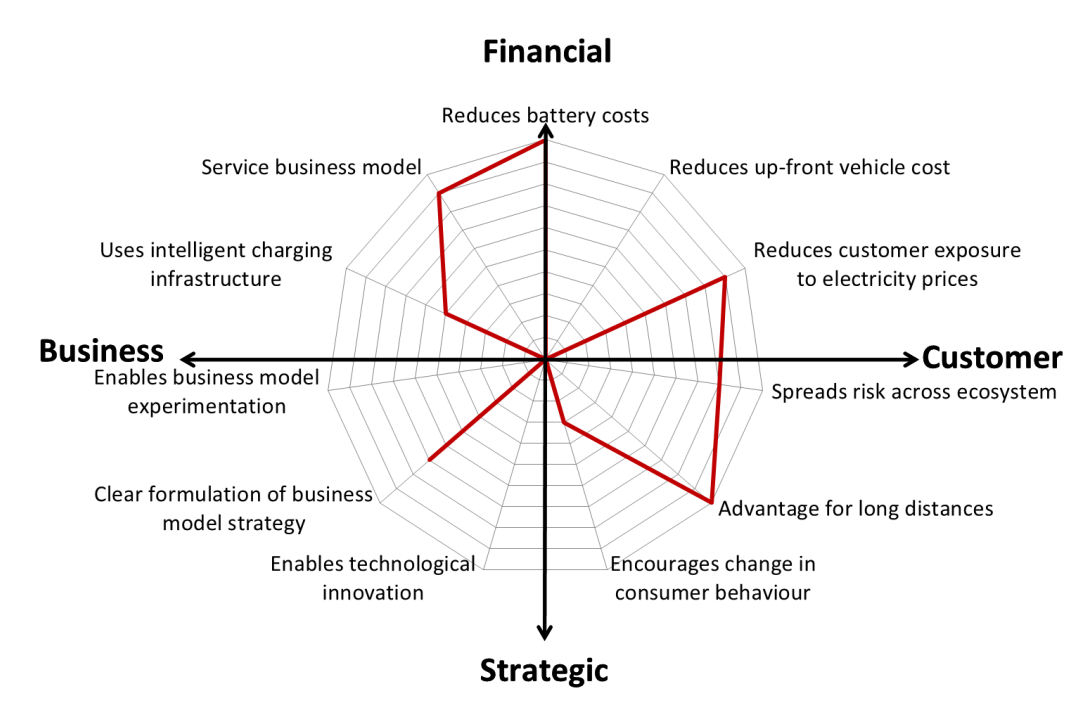 Financial
Reduces battery costs
Service business model
Reduces up-front vehicle cost
Uses intelligent charging
infrastructure
Reduces customer exposure
to electricity prices
Business
Customer
Enables business model
experimentation
Spreads risk across ecosystem
Clear formulation of business
model strategy
Advantage for long distances
Enables technological
innovation
Encourages change in
consumer behaviour
Strategic